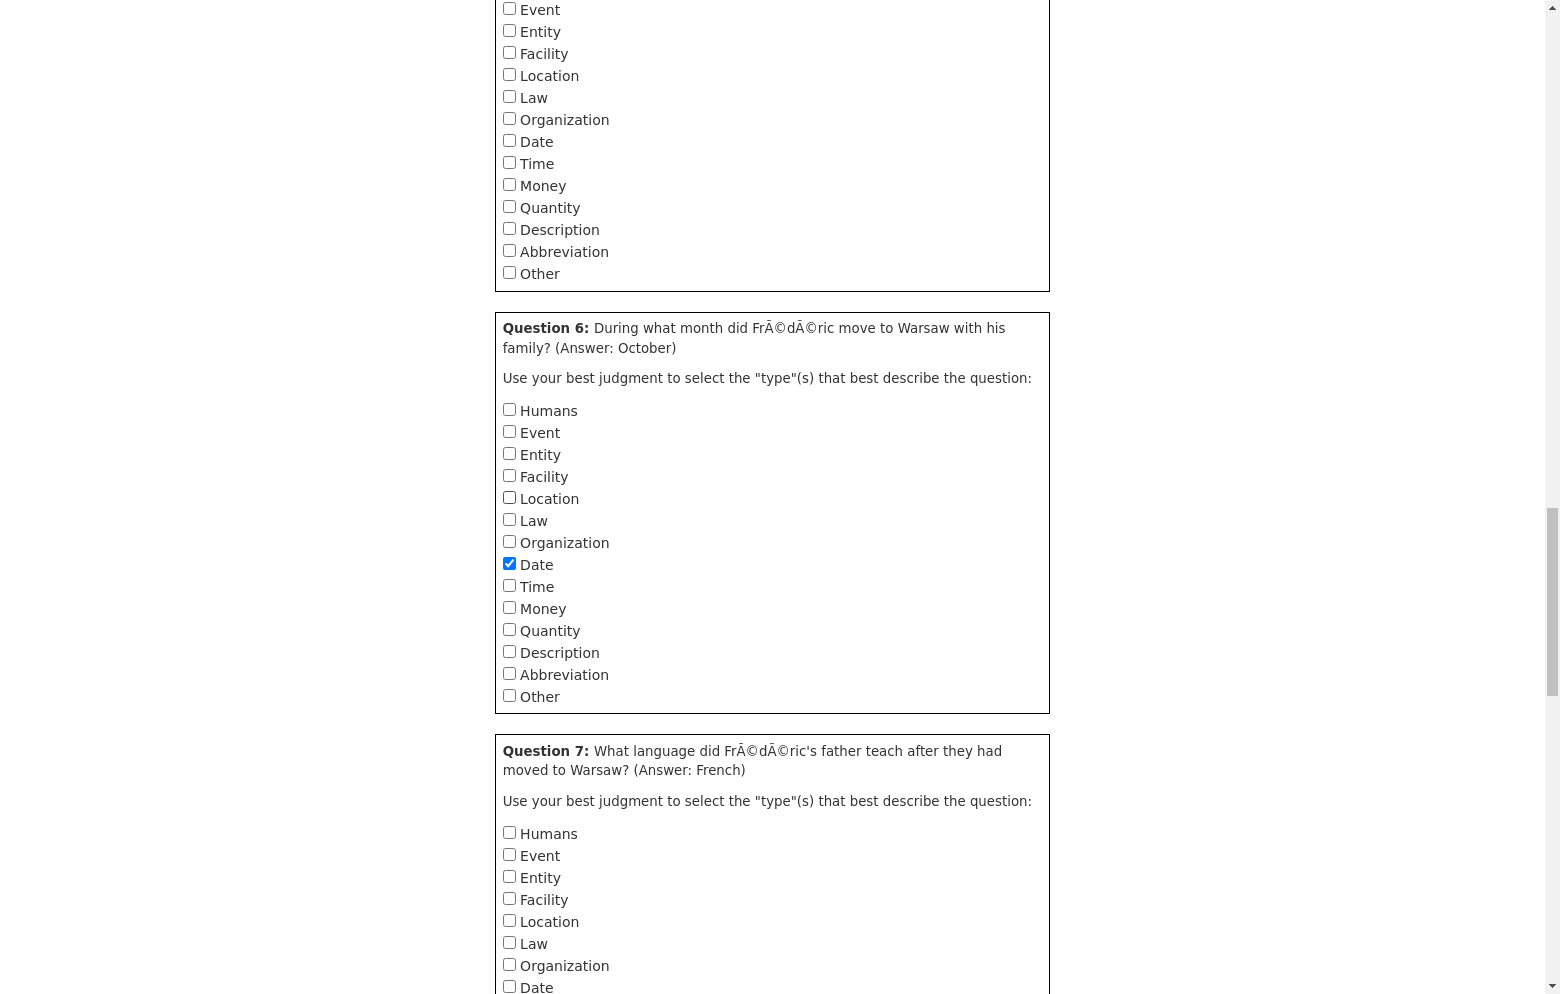 Event
Entity
Facility
Location
Law
Organization
Date
Time
Money
Quantity
Description
Abbreviation
Other
Question 6: During what month did FrÃ©dÃ©ric move to Warsaw with his
family? (Answer: October)
Use your best judgment to select the "type"(s) that best describe the question:
Humans
Event
Entity
Facility
Location
Law
Organization
Date
Time
Money
Quantity
Description
Abbreviation
Other
Question 7: What language did FrÃ©dÃ©ric's father teach after they had
moved to Warsaw? (Answer: French)
Use your best judgment to select the "type"(s) that best describe the question:
Humans
Event
Entity
Facility
Location
Law
Organization
Date